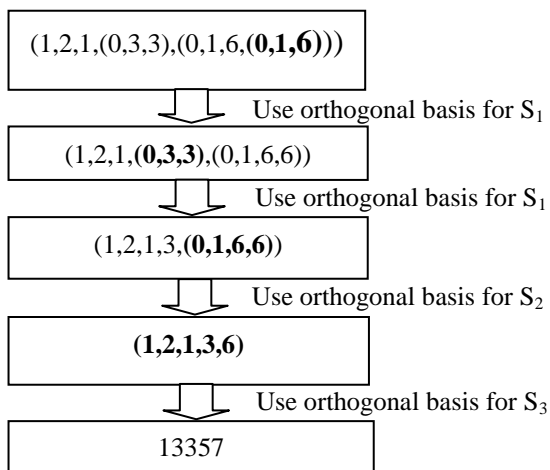 (1,2,1,(0,3,3),(0,1,6,(0,1,6)))
Use orthogonal basis for S₁
(1,2,1,(0,3,3),(0,1,6,6))
Use orthogonal basis for S₁
(1,2,1,3,(0,1,6,6))
Use orthogonal basis for S₂
(1,2,1,3,6)
Use orthogonal basis for S₃
13357